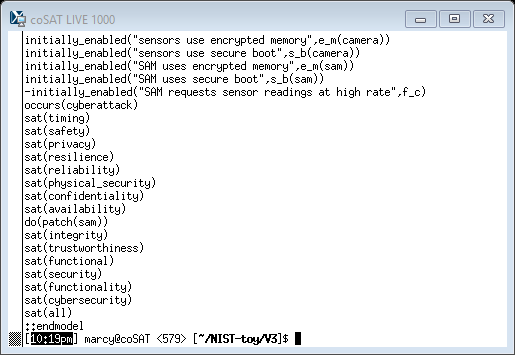 coSAT LIVE 1000
initially_enabled("sensors use encrypted memory",e_m(camera))
initially_enabled("sensors use secure boot",s_b(camera))
initially_enabled("SAM uses encrypted memory",e_m(sam))
initially_enabled("SAM uses secure boot",s_b(sam))
-initially_enabled("SAM requests sensor readings at high rate",f_c)
occurs(cyberattack)
sat(timing)
sat(safety)
sat(privacy)
sat(resilience)
sat(reliability)
sat(physical_security)
sat(confidentiality)
sat(availability)
do(patch(sam))
sat(integrity)
sat(trustworthiness)
sat(functional)
sat(security)
sat(functionality)
sat(cybersecurity)
sat(all)
::endmodel
[10:19pm] marcy@coSAT <579> [~/NIST-toy/V3]$